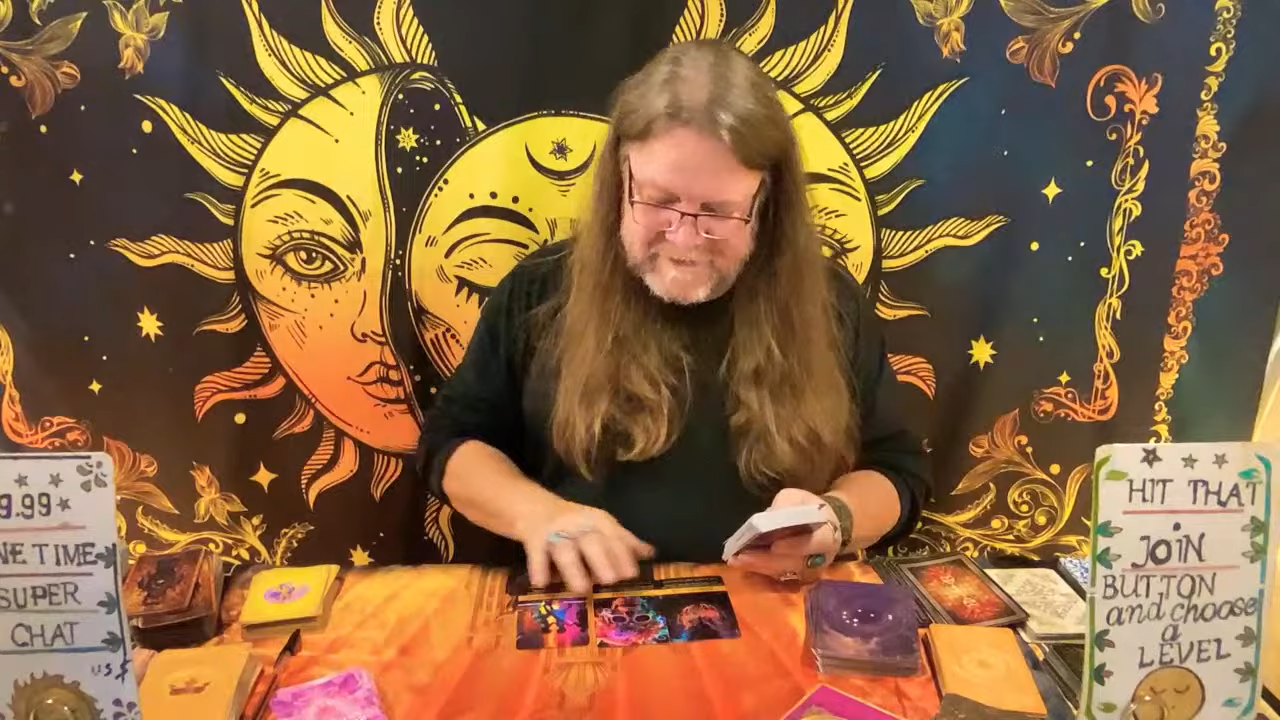 9.99
NE TIME
SUPER
CHAT
U.S $
HIT THAT
JOIN
BUTTON
and choose
a
LEVEL